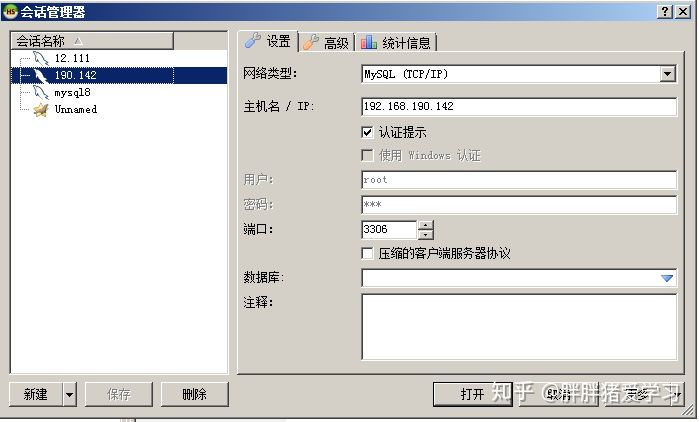 HS 会话管理器
会话名称
12.111
190.142
mysql8
Unnamed
设置 高级 统计信息
网络类型: MySQL (TCP/IP)
主机名 / IP: 192.168.190.142
认证提示
使用 Windows 认证
用户: root
密码: ***
端口: 3306
压缩的客户端服务器协议
数据库:
注释:
新建 保存 删除 打开 取消 更多
知乎 @胖胖猪爱学习